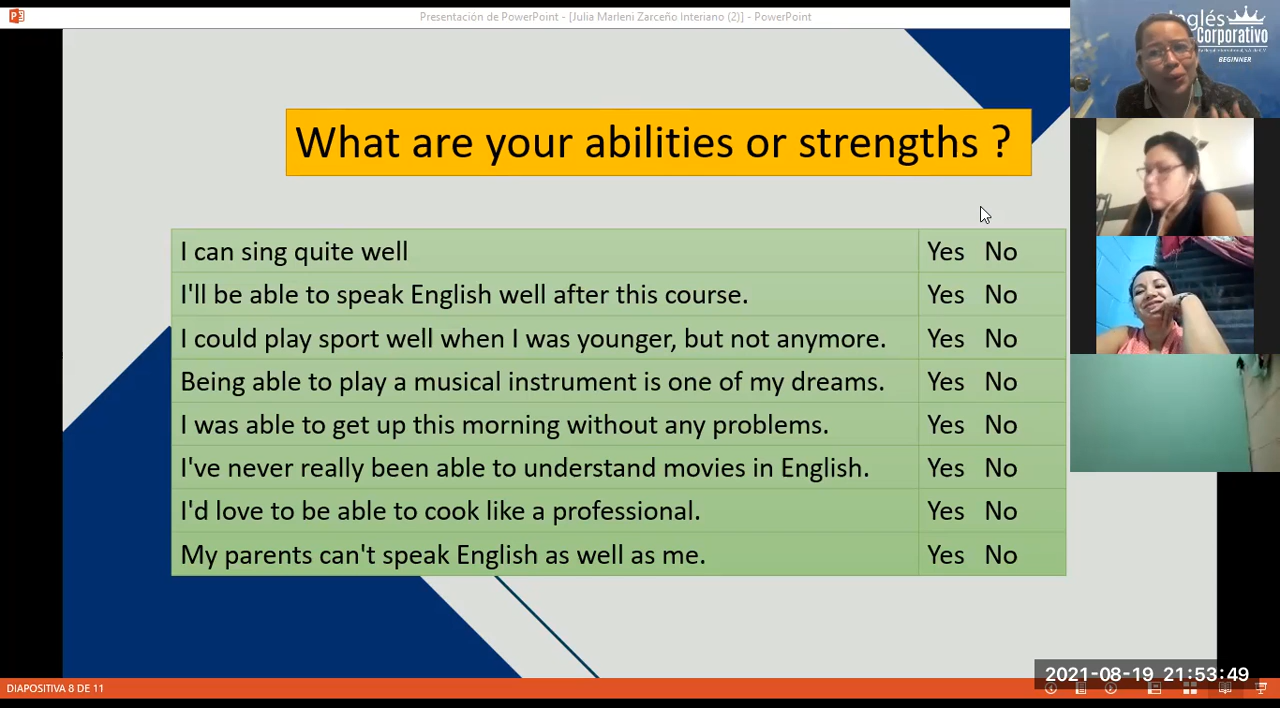 Presentación de PowerPoint - [Julia Marleni Zarceño Interiano (2)] - PowerPoint
Inglés
Corporativo
BEGINNER
What are your abilities or strengths ?
I can sing quite well Yes No
I'll be able to speak English well after this course. Yes No
I could play sport well when I was younger, but not anymore. Yes No
Being able to play a musical instrument is one of my dreams. Yes No
I was able to get up this morning without any problems. Yes No
I've never really been able to understand movies in English. Yes No
I'd love to be able to cook like a professional. Yes No
My parents can't speak English as well as me. Yes No
2021-08-19 21:53:49
DIAPOSITIVA 8 DE 11